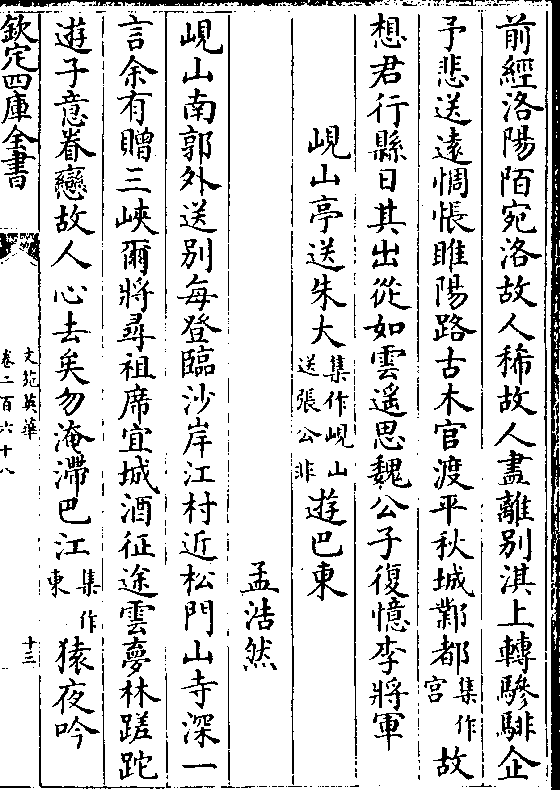 前經洛陽陌宛洛故人稀故人盡離別淇上轉驂騑企
予悲送遠惆悵睢陽路古木官渡平秋城鄴都集作宮故
想君行縣日其出從如雲遥思魏公子復憶李將軍
峴山亭送朱大集作峴山送張公非遊巴東
孟浩然
峴山南郭外送别每登臨沙岸江村近松門山寺深一
言余有贈三峽爾將尋祖席宜城酒征途雲夢林蹉跎
遊子意眷戀故人心去矣勿淹滯巴江集作東猿夜吟
欽定四庫全書
文苑英華
卷二百六十八
十三